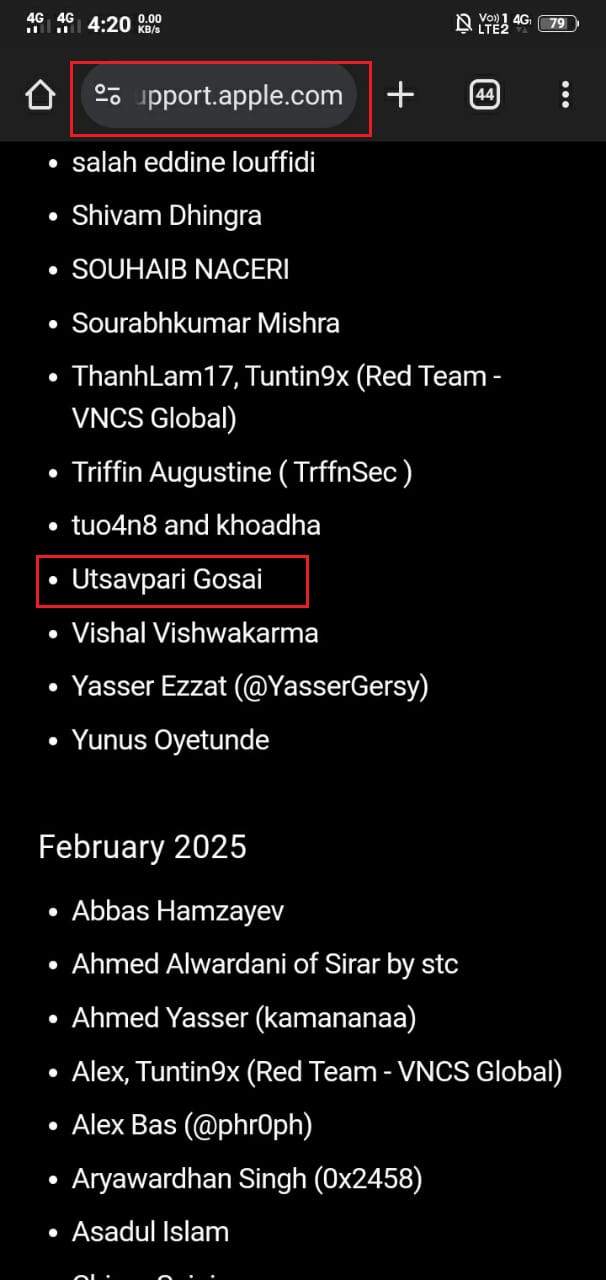 4G 4G 4:20 0.00 KB/s Vo)) 1 LTE2 4G 79
upport.apple.com + 44
• salah eddine louffidi
• Shivam Dhingra
• SOUHAIB NACERI
• Sourabhkumar Mishra
• ThanhLam17, Tuntin9x (Red Team -
VNCS Global)
• Triffin Augustine ( TrffnSec )
• tuo4n8 and khoadha
• Utsavpari Gosai
• Vishal Vishwakarma
• Yasser Ezzat (@YasserGersy)
• Yunus Oyetunde
February 2025
• Abbas Hamzayev
• Ahmed Alwardani of Sirar by stc
• Ahmed Yasser (kamananaa)
• Alex, Tuntin9x (Red Team - VNCS Global)
• Alex Bas (@phr0ph)
• Aryawardhan Singh (0x2458)
• Asadul Islam